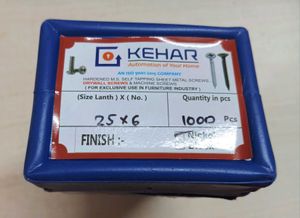 KEHAR
Automation of Your Home
AN ISO 9001:2015 COMPANY
HARDENED M.S. SELF TAPPING SHEET METAL SCREWS,
DRYWALL SCREWS & MACHINE SCREWS
( FOR EXCLUSIVE USE IN FURNITURE INDUSTRY )
(Size Lanth ) X ( No. )
Quantity in pcs
25 x 6
1000 Pcs
FINISH :-
Nickel